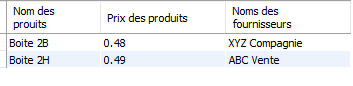 Nom des prouits Prix des produits Noms des fournisseurs
Boite 2B 0.48 XYZ Compagnie
Boite 2H 0.49 ABC Vente